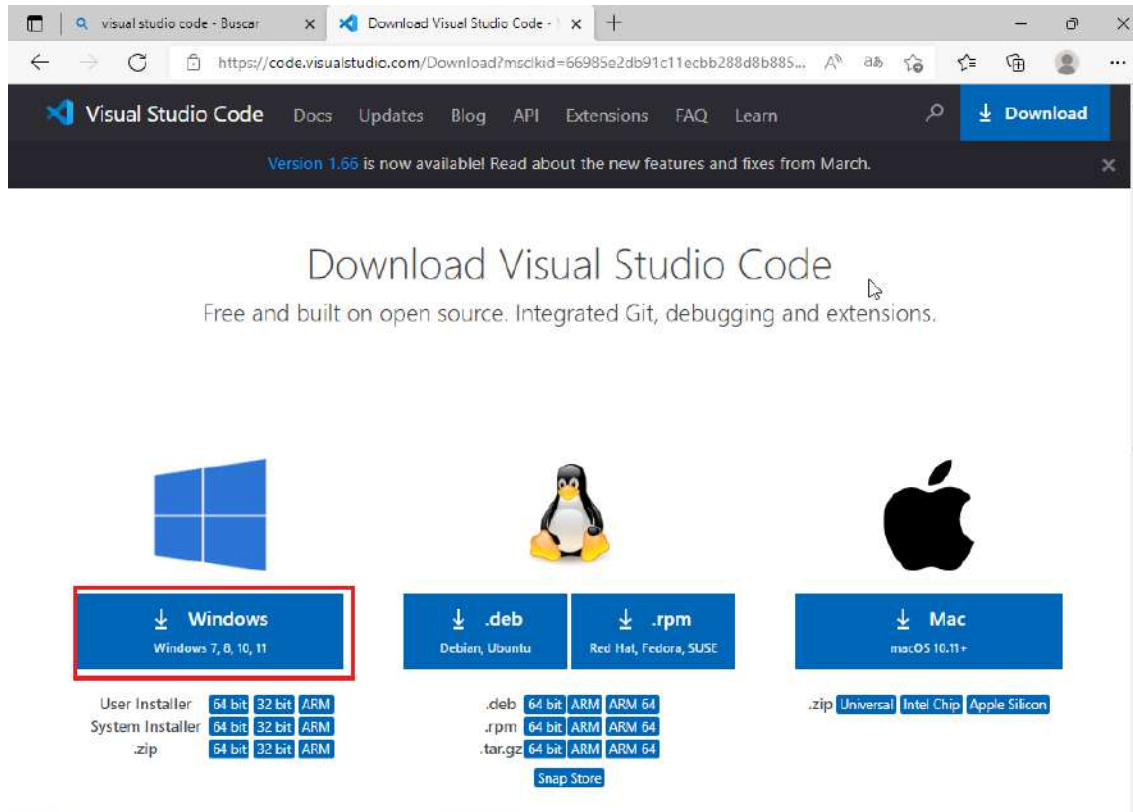 visual studio code - Buscar
Download Visual Studio Code -
https://code.visualstudio.com/Download?msclkid=66985e2db91c11ecbb288d8b885...
Visual Studio Code Docs Updates Blog API Extensions FAQ Learn Download
Version 1.66 is now available! Read about the new features and fixes from March.
Download Visual Studio Code
Free and built on open source. Integrated Git, debugging and extensions.
Windows
Windows 7, 8, 10, 11
.deb
Debian, Ubuntu
.rpm
Red Hat, Fedora, SUSE
Mac
macOS 10.11+
User Installer 64 bit 32 bit ARM
System Installer 64 bit 32 bit ARM
.zip 64 bit 32 bit ARM
.deb 64 bit ARM ARM 64
.rpm 64 bit ARM ARM 64
.tar.gz 64 bit ARM ARM 64
Snap Store
.zip Universal Intel Chip Apple Silicon